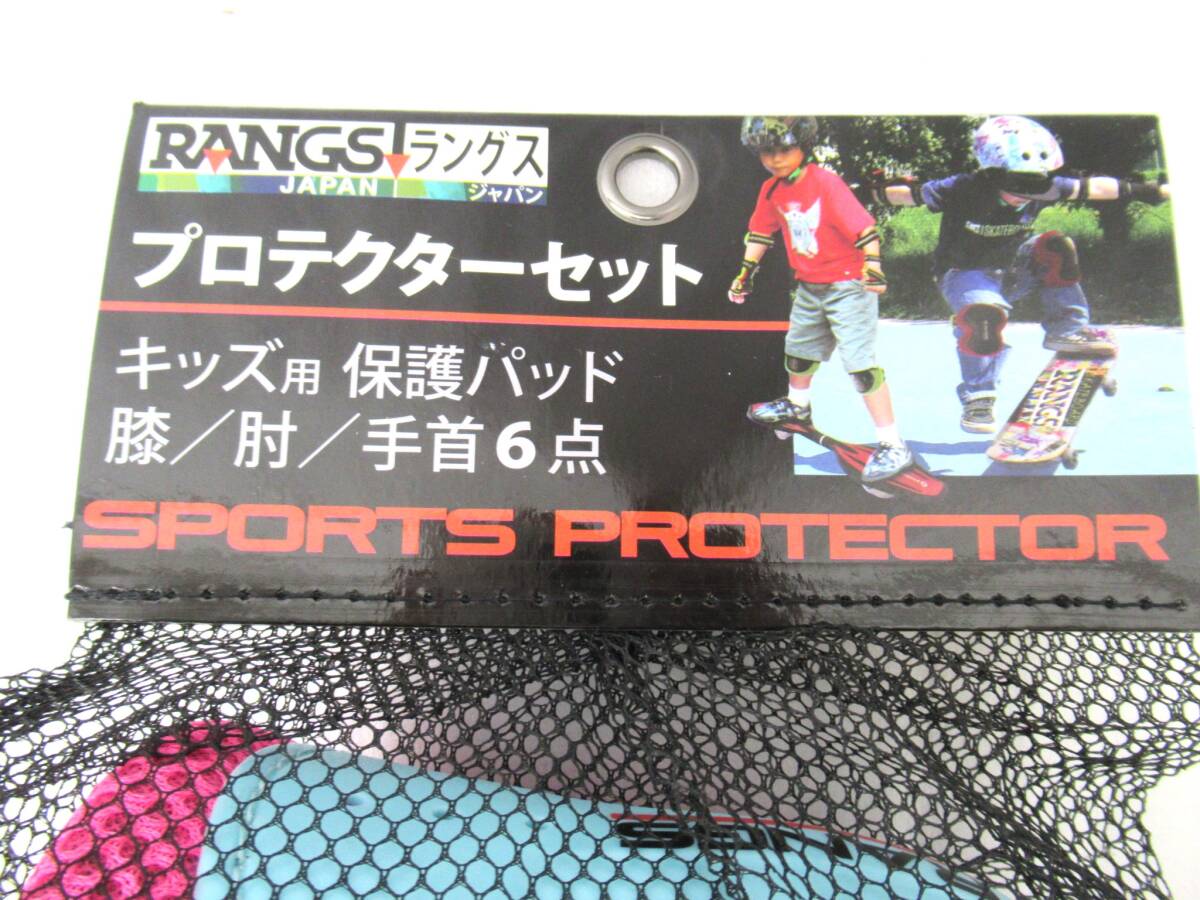 RANGS ラングス
JAPAN ジャパン
プロテクターセット
キッズ用 保護パッド
膝／肘／手首6点
SPORTS PROTECTOR
RANGS